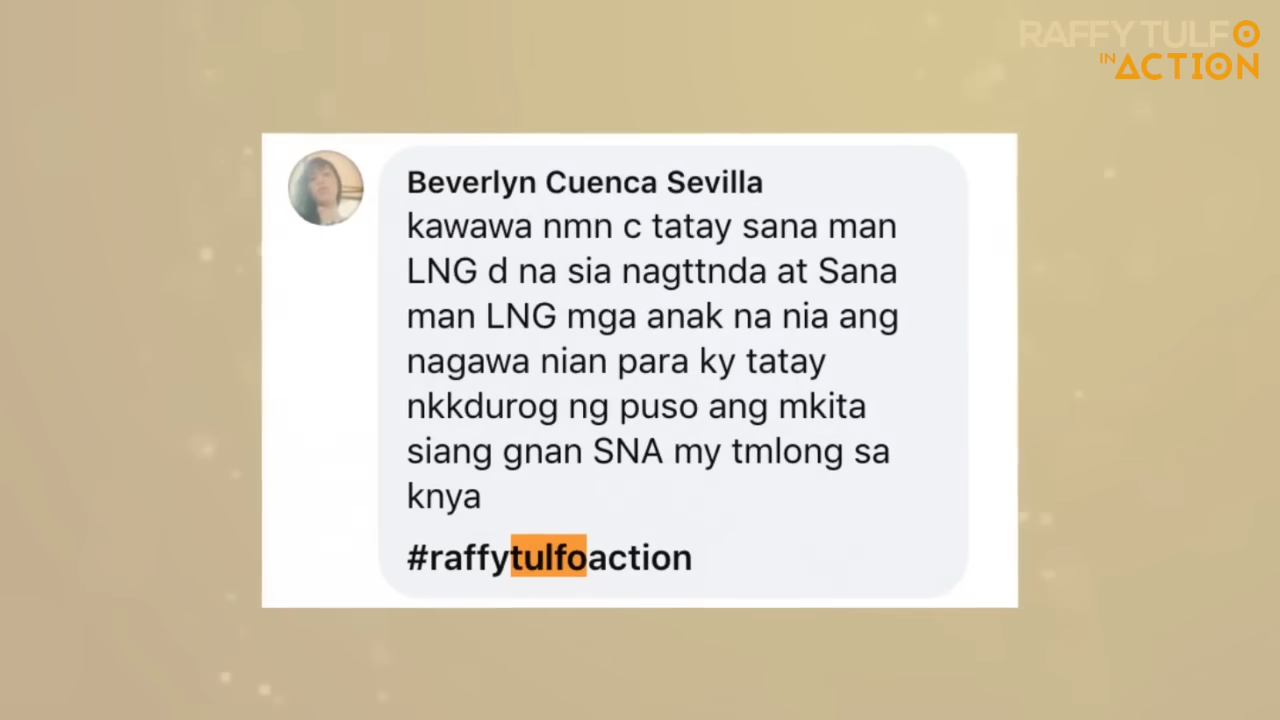 RAFFY TULFO
IN ACTION
Beverlyn Cuenca Sevilla
kawawa nmn c tatay sana man
LNG d na sia nagttnda at Sana
man LNG mga anak na nia ang
nagawa nian para ky tatay
nkkdurog ng puso ang mkita
siang gnan SNA my tmlong sa
knya
#raffytulfoaction